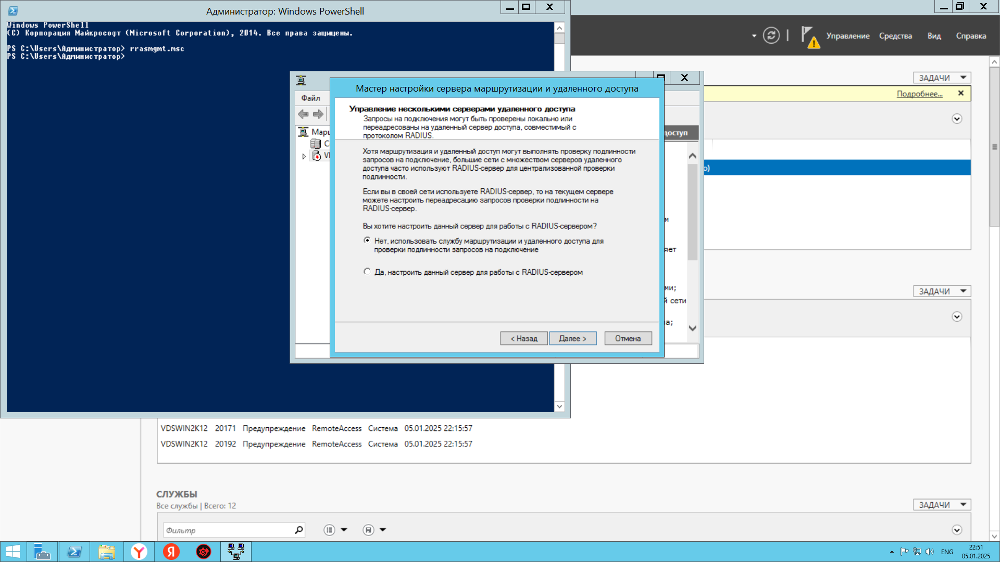 Администратор: Windows PowerShell
Windows PowerShell
(C) Корпорация Майкрософт (Microsoft Corporation), 2014. Все права защищены.
PS C:\Users\Администратор> rrasmgmt.msc
PS C:\Users\Администратор>
Управление Средства Вид Справка
ЗАДАЧИ
Подробнее...
Файл
Мастер настройки сервера маршрутизации и удаленного доступа
Управление несколькими серверами удаленного доступа
Запросы на подключения могут быть проверены локально или
переадресованы на удаленный сервер доступа, совместимый с
протоколом RADIUS.
Хотя маршрутизация и удаленный доступ могут выполнять проверку подлинности
запросов на подключение, большие сети с множеством серверов удаленного
доступа часто используют RADIUS-сервер для централизованной проверки
подлинности.
Если вы в своей сети используете RADIUS-сервер, то на текущем сервере
можете настроить переадресацию запросов проверки подлинности на
RADIUS-сервер.
Вы хотите настроить данный сервер для работы с RADIUS-сервером?
Нет, использовать службу маршрутизации и удаленного доступа для
проверки подлинности запросов на подключение
Да, настроить данный сервер для работы с RADIUS-сервером
< Назад Далее > Отмена
й сети
ЗАДАЧИ
VDSWIN2K12 20171 Предупреждение RemoteAccess Система 05.01.2025 22:15:57
VDSWIN2K12 20192 Предупреждение RemoteAccess Система 05.01.2025 22:15:57
СЛУЖБЫ
Все службы | Всего: 12
ЗАДАЧИ
Фильтр
ENG
22:51
05.01.2025